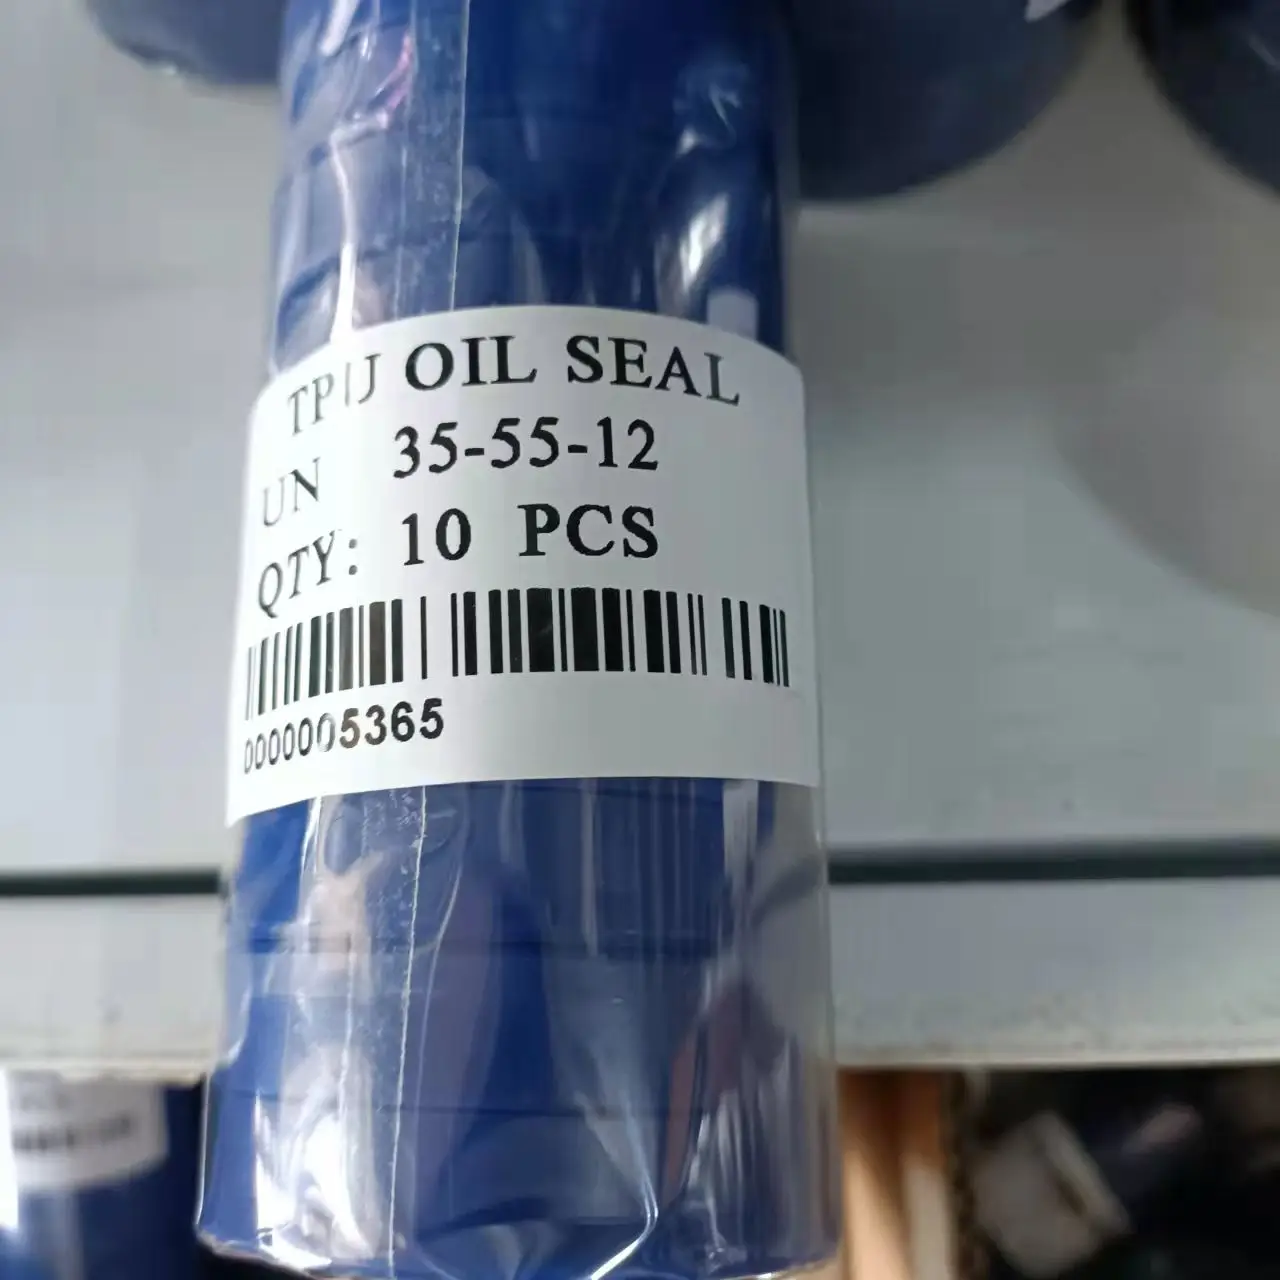 TPU OIL SEAL
UN 35-55-12
QTY: 10 PCS
0000005365